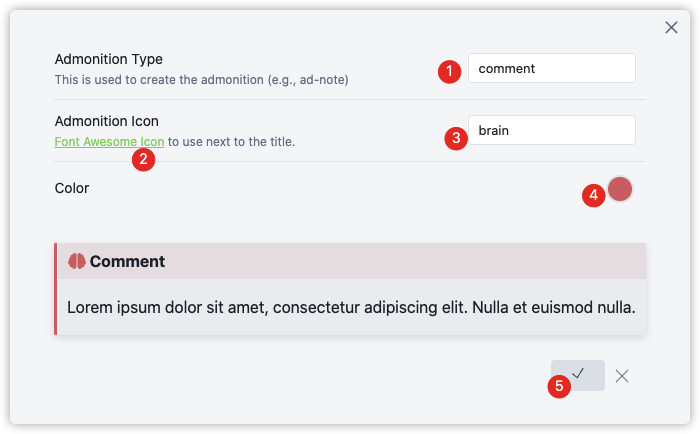 Admonition Type
This is used to create the admonition (e.g., ad-note)
1
comment
Admonition Icon
Font Awesome Icon to use next to the title.
2
3
brain
Color
4
Comment
Lorem ipsum dolor sit amet, consectetur adipiscing elit. Nulla et euismod nulla.
5